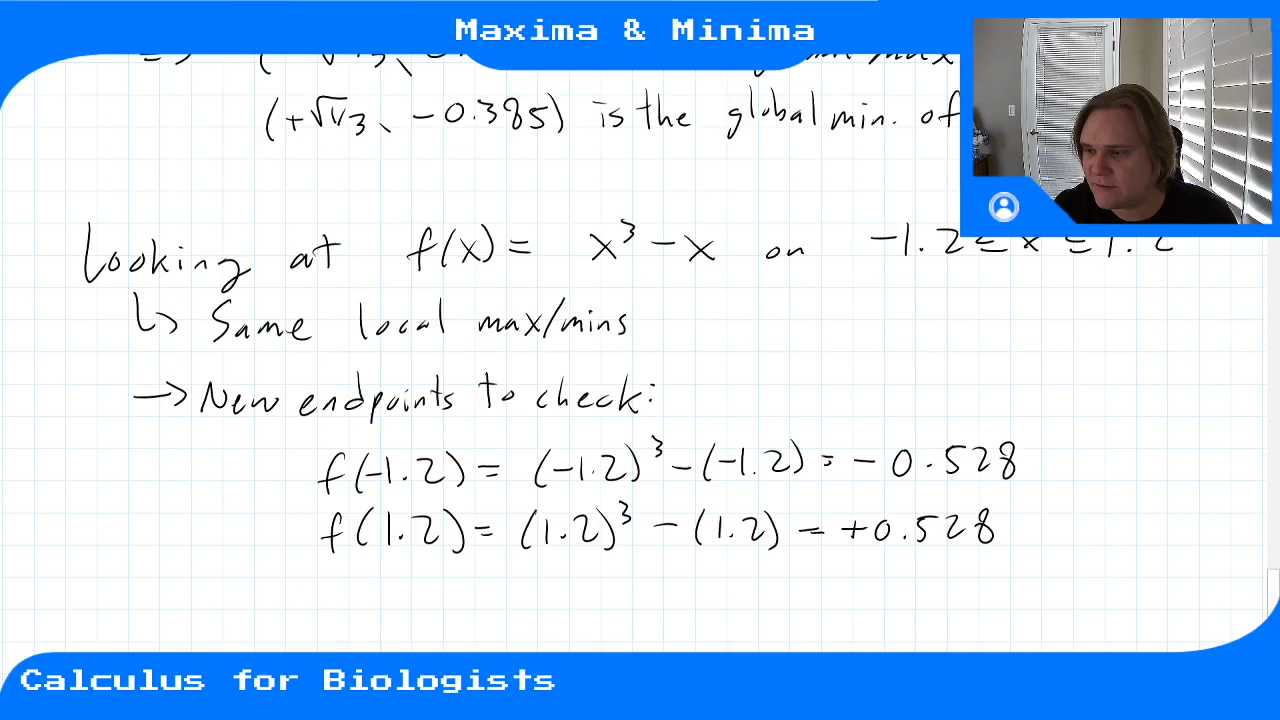 Maxima & Minima
(+√1/3, -0.385) is the global min. of
Looking at f(x) = x³ - x on -1.2 ≤ x ≤ 1.2
↳ Same local max/mins
→ New endpoints to check:
f(-1.2) = (-1.2)³ - (-1.2) = - 0.528
f(1.2) = (1.2)³ - (1.2) = +0.528
Calculus for Biologists